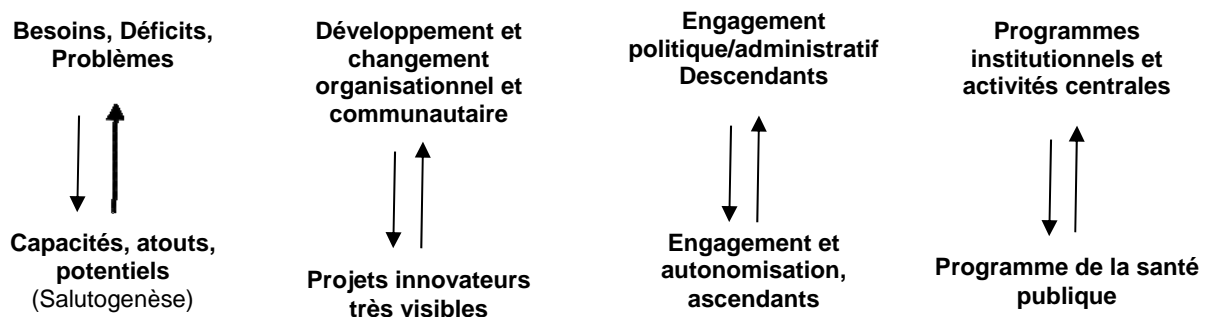 Besoins, Déficits,
Problèmes
Capacités, atouts,
potentiels
(Salutogenèse)
Développement et
changement
organisationnel et
communautaire
Projets innovateurs
très visibles
Engagement
politique/administratif
Descendants
Engagement et
autonomisation,
ascendants
Programmes
institutionnels et
activités centrales
Programme de la santé
publique